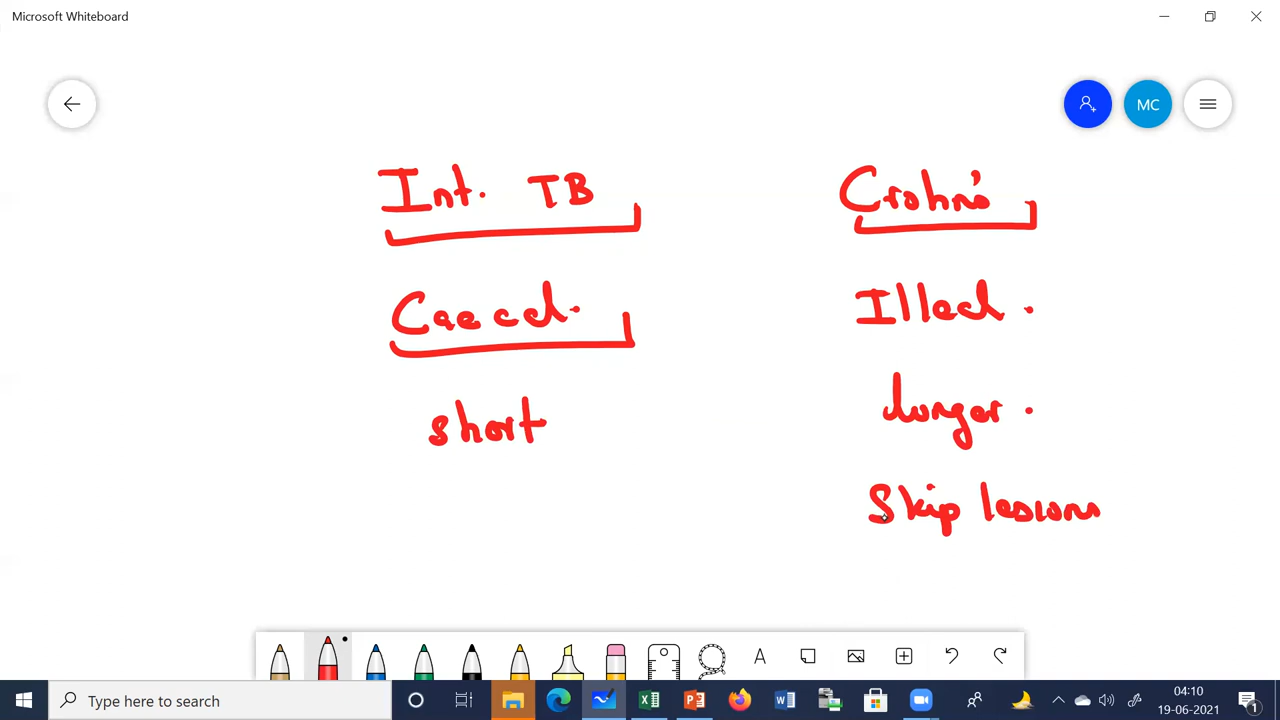 Microsoft Whiteboard
MC
Int. TB
Crohn's
Caecal.
Illeal.
short
longer.
Skip lesions
A
Type here to search
04:10
19-06-2021
1